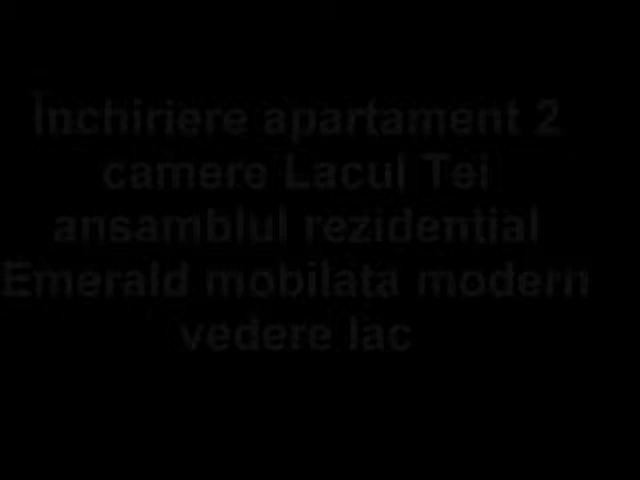 Inchiriere apartament 2
camere Lacul Tei
ansamblul rezidential
Emerald mobilata modern
vedere lac